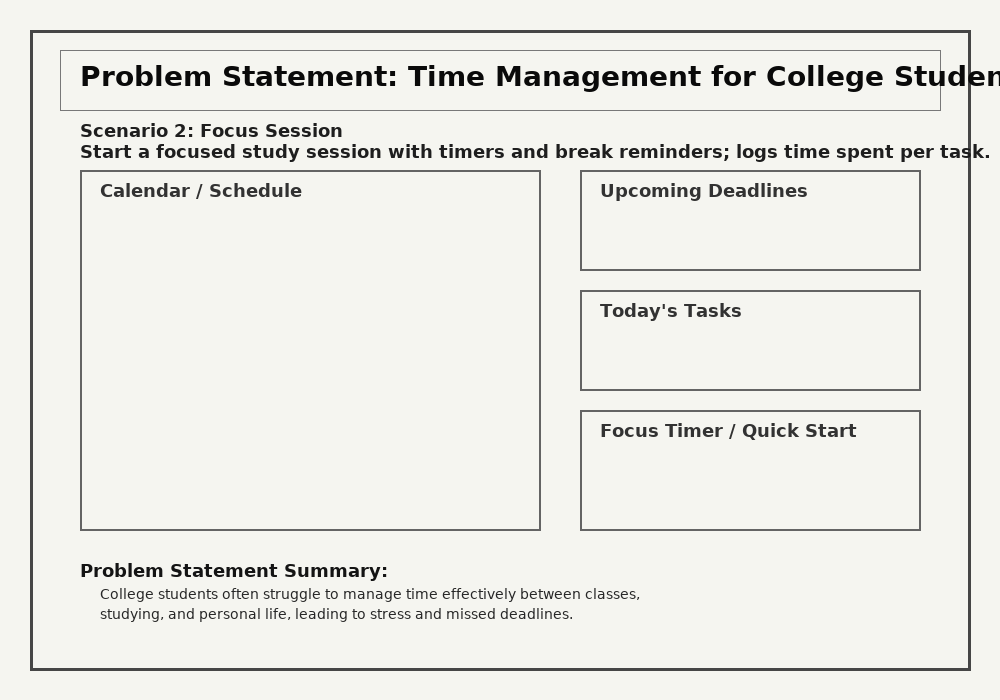 Problem Statement: Time Management for College Studen
Scenario 2: Focus Session
Start a focused study session with timers and break reminders; logs time spent per task.
Calendar / Schedule
Upcoming Deadlines
Today's Tasks
Focus Timer / Quick Start
Problem Statement Summary:
College students often struggle to manage time effectively between classes,
studying, and personal life, leading to stress and missed deadlines.